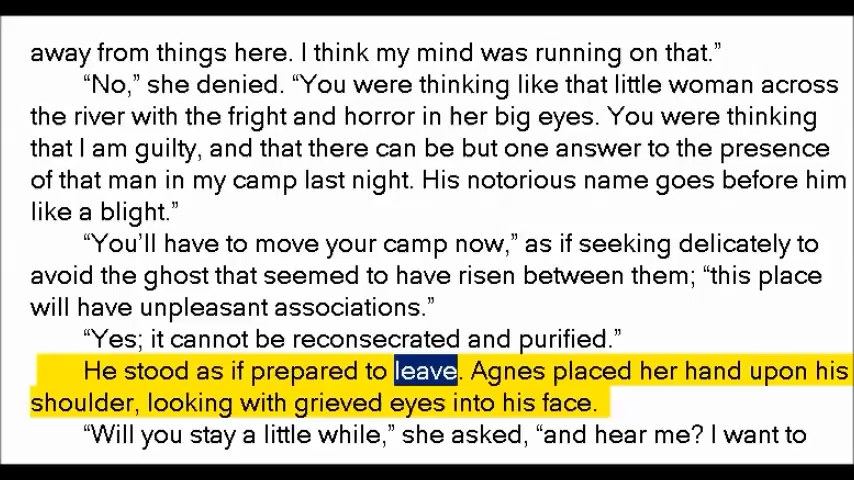 away from things here. I think my mind was running on that.”
“No,” she denied. “You were thinking like that little woman across
the river with the fright and horror in her big eyes. You were thinking
that I am guilty, and that there can be but one answer to the presence
of that man in my camp last night. His notorious name goes before him
like a blight.”
“You’ll have to move your camp now,” as if seeking delicately to
avoid the ghost that seemed to have risen between them; “this place
will have unpleasant associations.”
“Yes; it cannot be reconsecrated and purified.”
He stood as if prepared to leave. Agnes placed her hand upon his
shoulder, looking with grieved eyes into his face.
“Will you stay a little while,” she asked, “and hear me? I want to